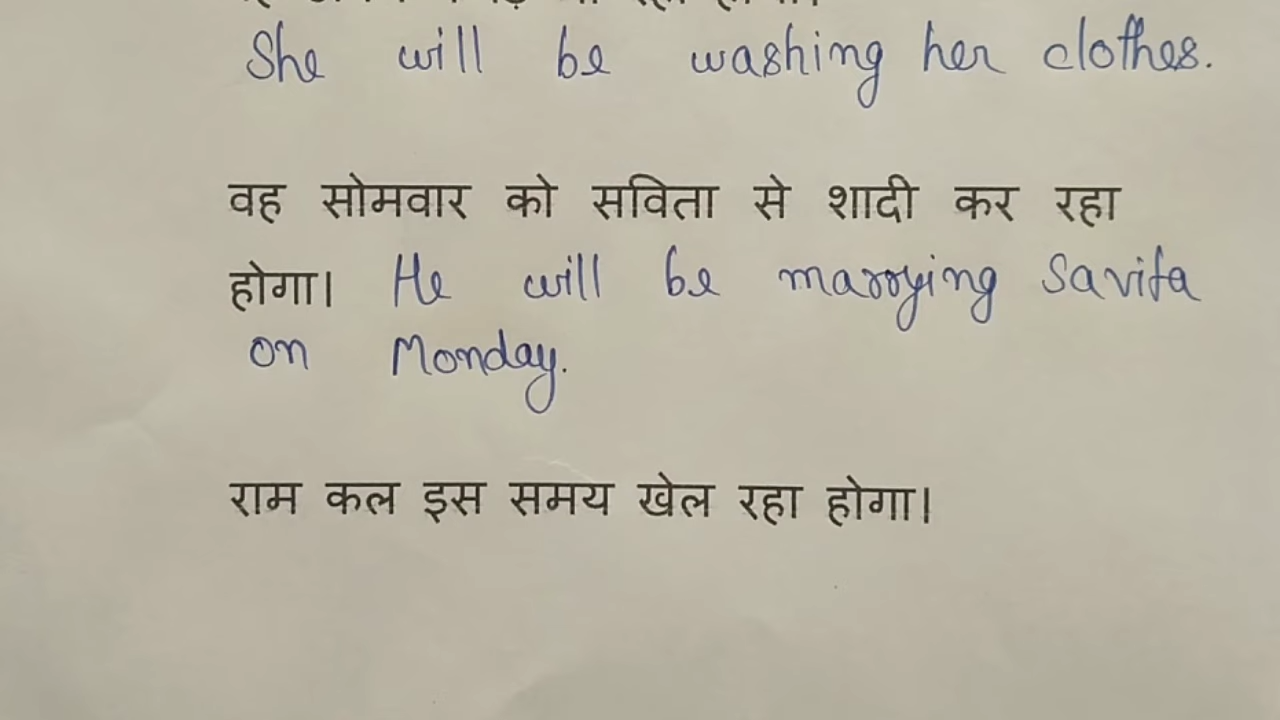 She will be washing her clothes.
वह सोमवार को सविता से शादी कर रहा
होगा। He will be marrying Savita
on Monday.
राम कल इस समय खेल रहा होगा।